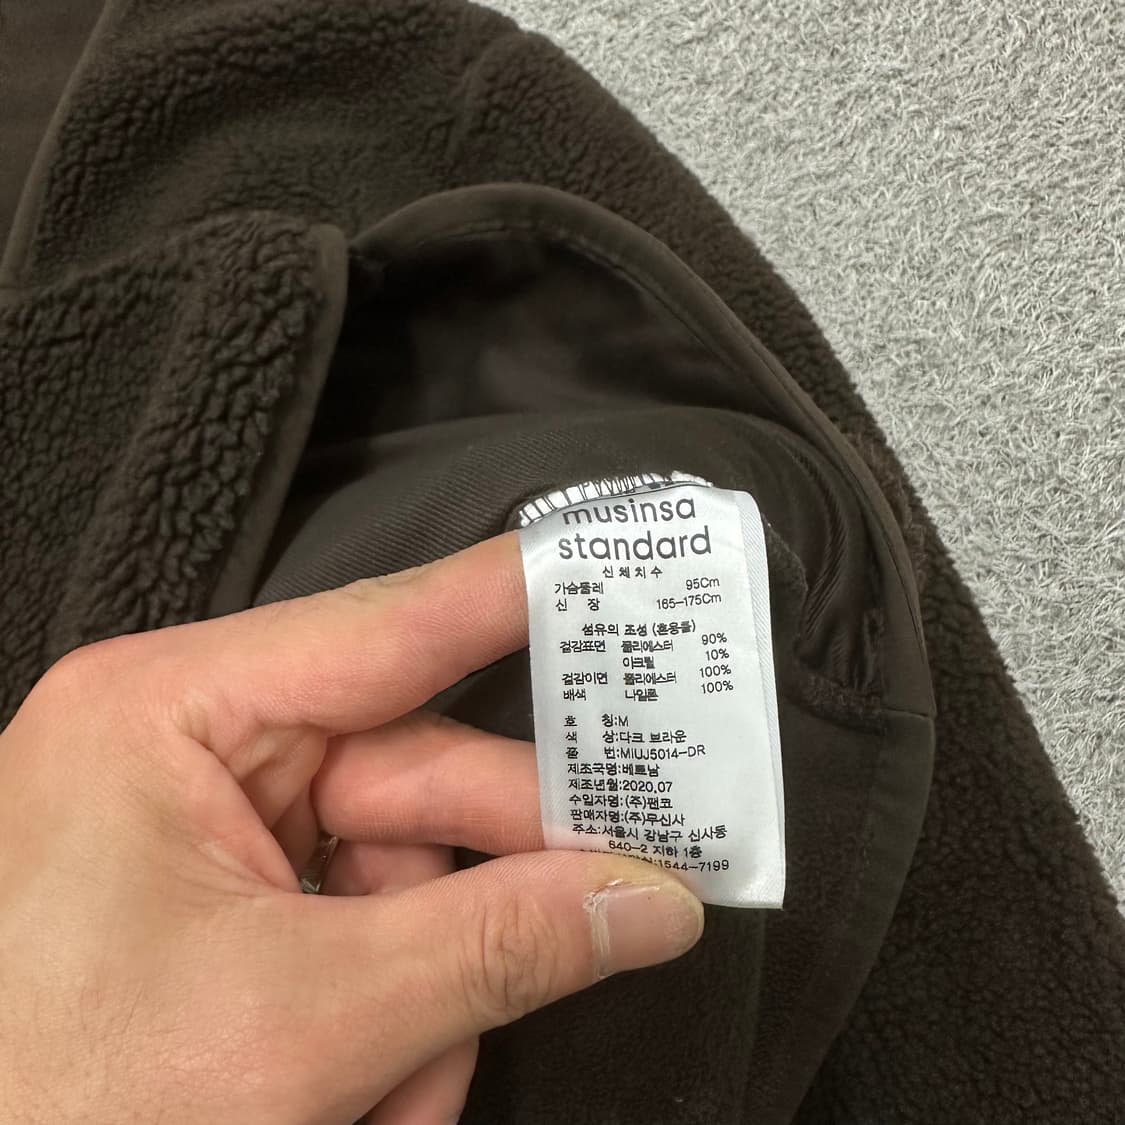 musinsa
standard
신체치수
가슴둘레 95Cm
신 장 165-175Cm
섬유의 조성 (혼용률)
겉감표면 폴리에스터 90%
아크릴 10%
겉감이면 폴리에스터 100%
배색 나일론 100%
호 칭:M
색 상:다크 브라운
품 번:MIUJ5014-DR
제조국명:베트남
제조년월:2020.07
수입자명:(주)팬코
판매자명:(주)무신사
주소:서울시 강남구 신사동
640-2 지하 1층
:1544-7199